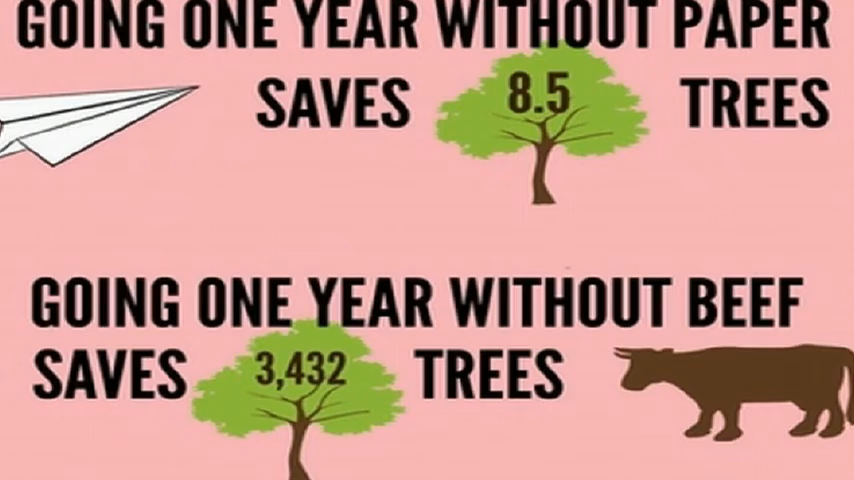 GOING ONE YEAR WITHOUT PAPER
SAVES 8.5 TREES
GOING ONE YEAR WITHOUT BEEF
SAVES 3,432 TREES